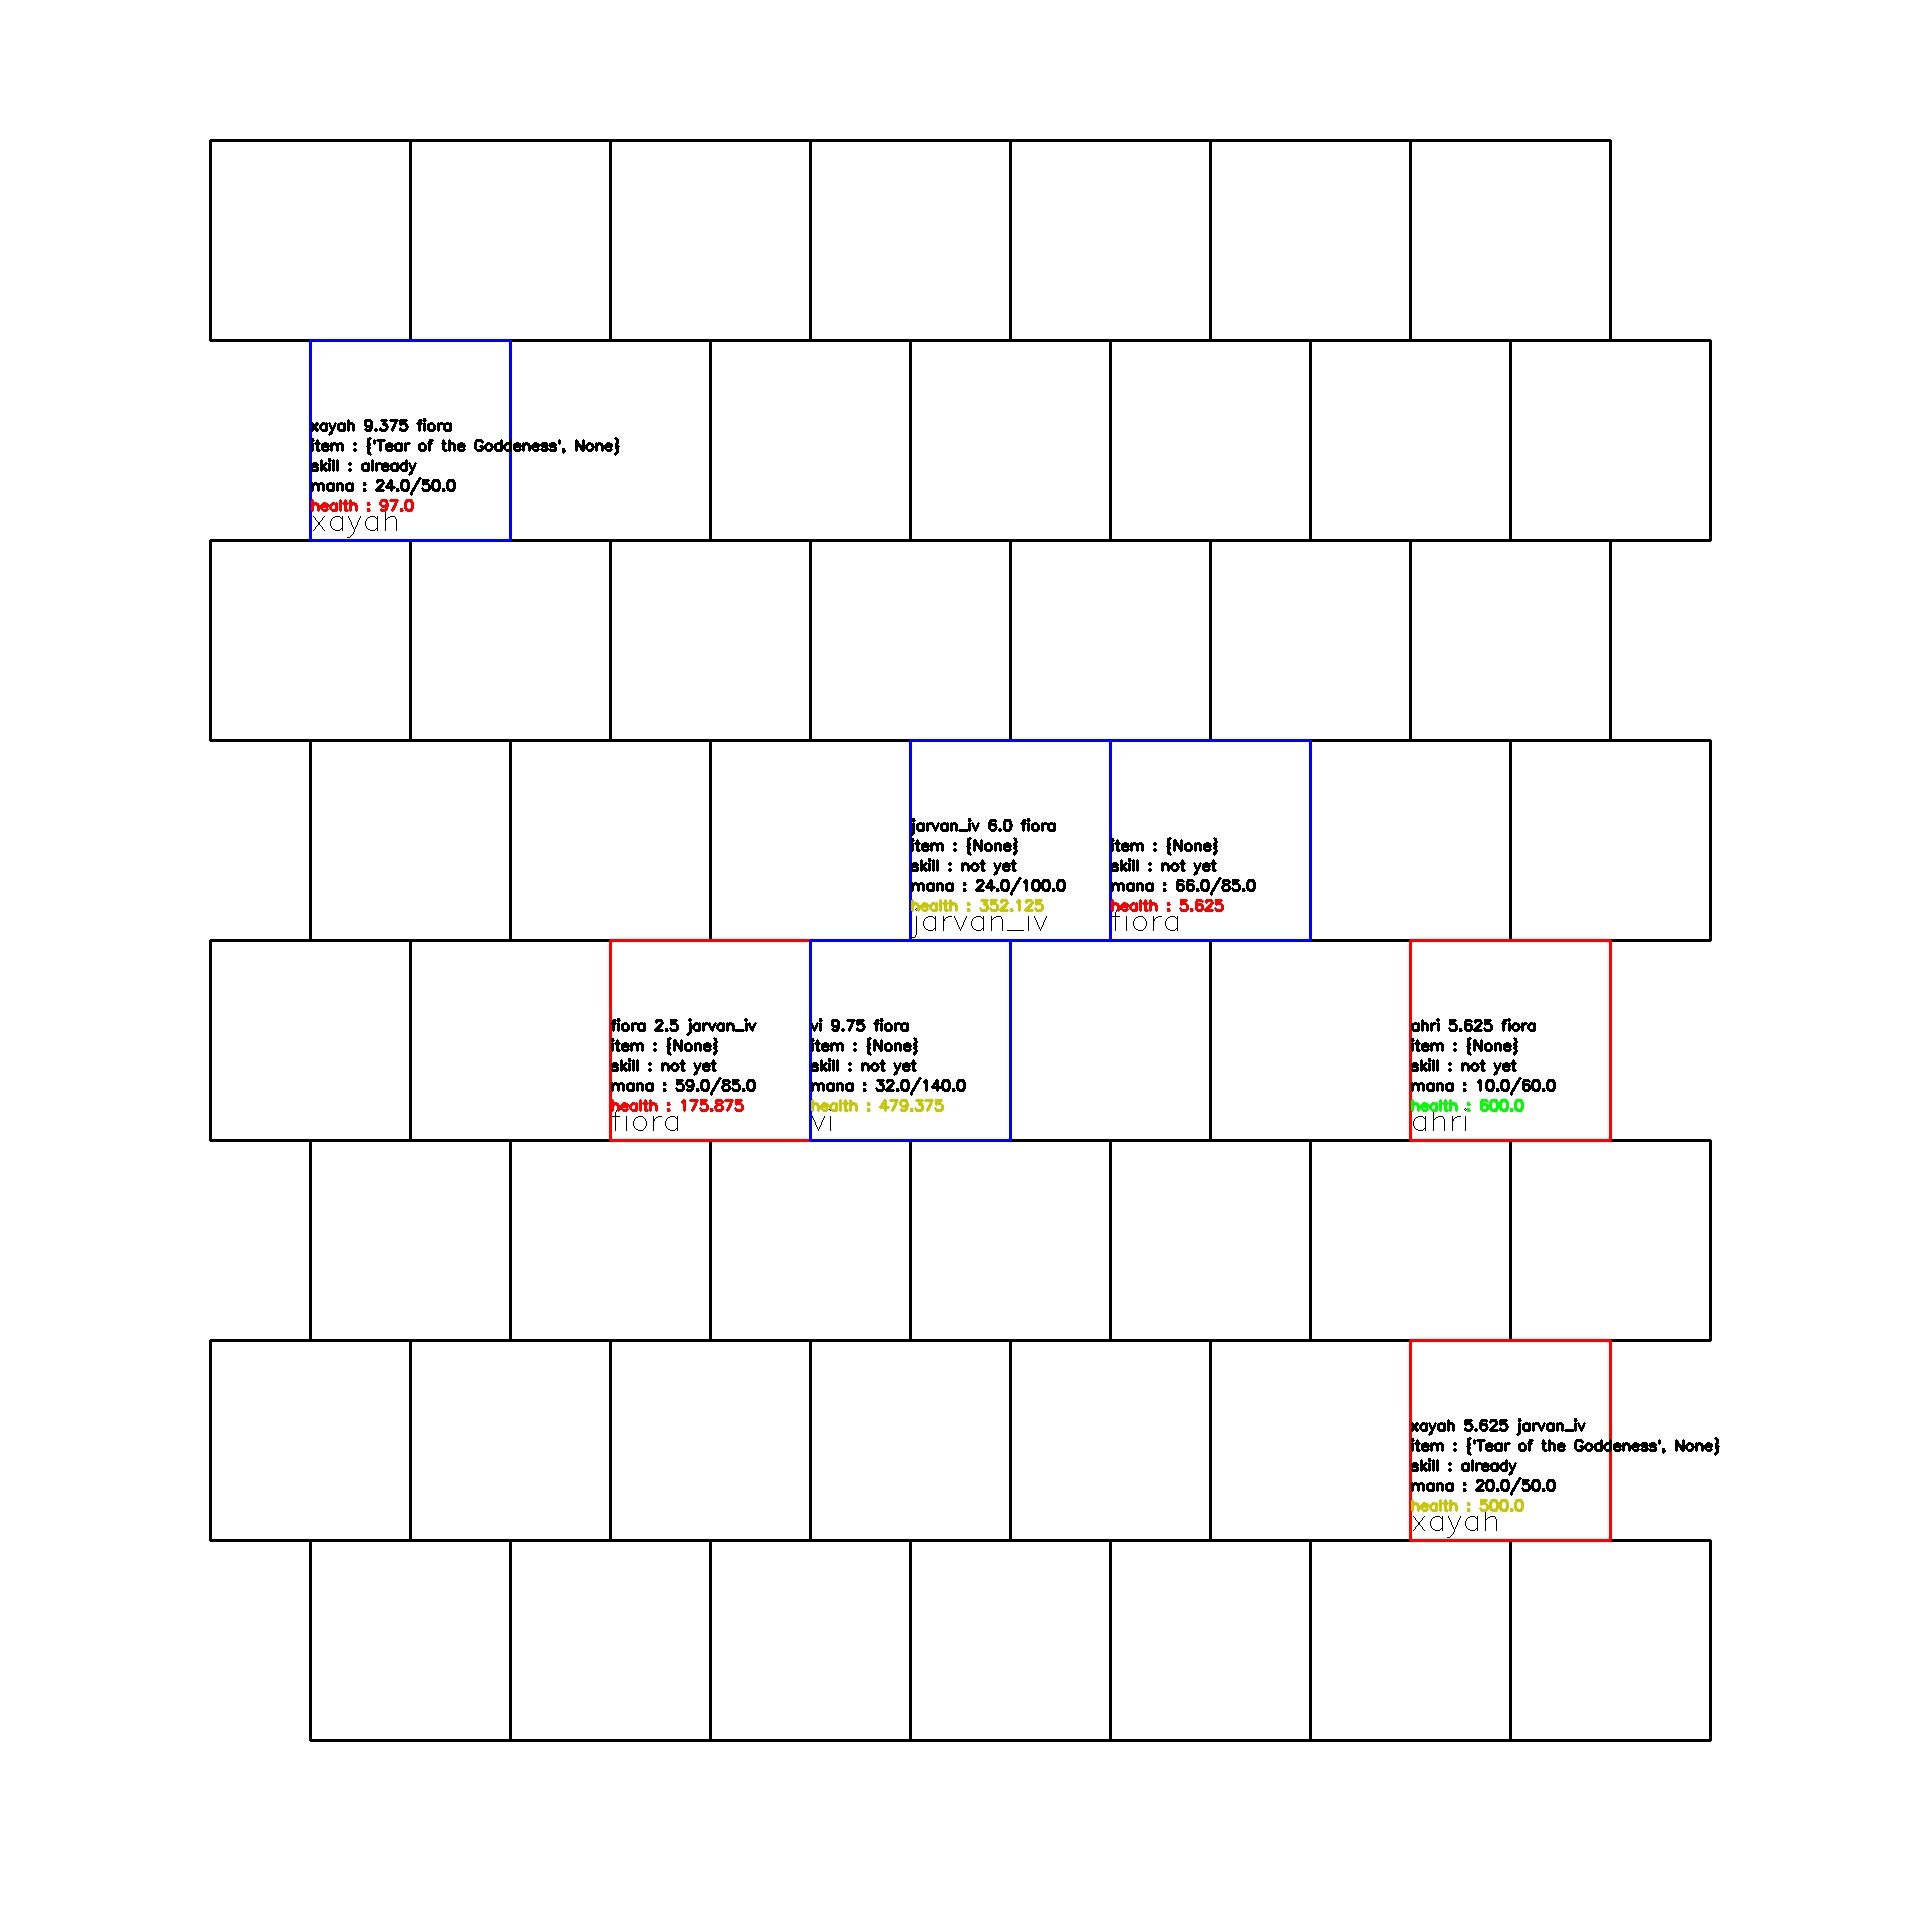 xayah 9.375 fiora
item : {'Tear of the Goddeness', None}
skill : already
mana : 24.0/50.0
health : 97.0
xayah
jarvan_iv 6.0 fiora
item : {None}
skill : not yet
mana : 24.0/100.0
health : 352.125
jarvan_iv
item : {None}
skill : not yet
mana : 66.0/85.0
health : 5.625
fiora
fiora 2.5 jarvan_iv
item : {None}
skill : not yet
mana : 59.0/85.0
health : 175.875
fiora
vi 9.75 fiora
item : {None}
skill : not yet
mana : 32.0/140.0
health : 479.375
vi
ahri 5.625 fiora
item : {None}
skill : not yet
mana : 10.0/60.0
health : 600.0
ahri
xayah 5.625 jarvan_iv
item : {'Tear of the Goddeness', None}
skill : already
mana : 20.0/50.0
health : 500.0
xayah